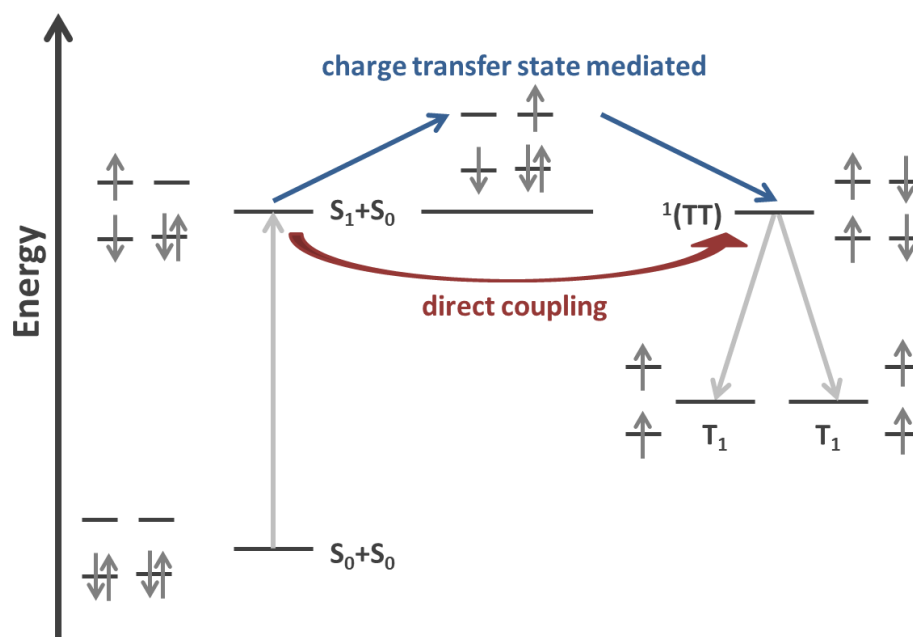 charge transfer state mediated
S₁+S₀
¹(TT)
direct coupling
Energy
T₁
T₁
S₀+S₀